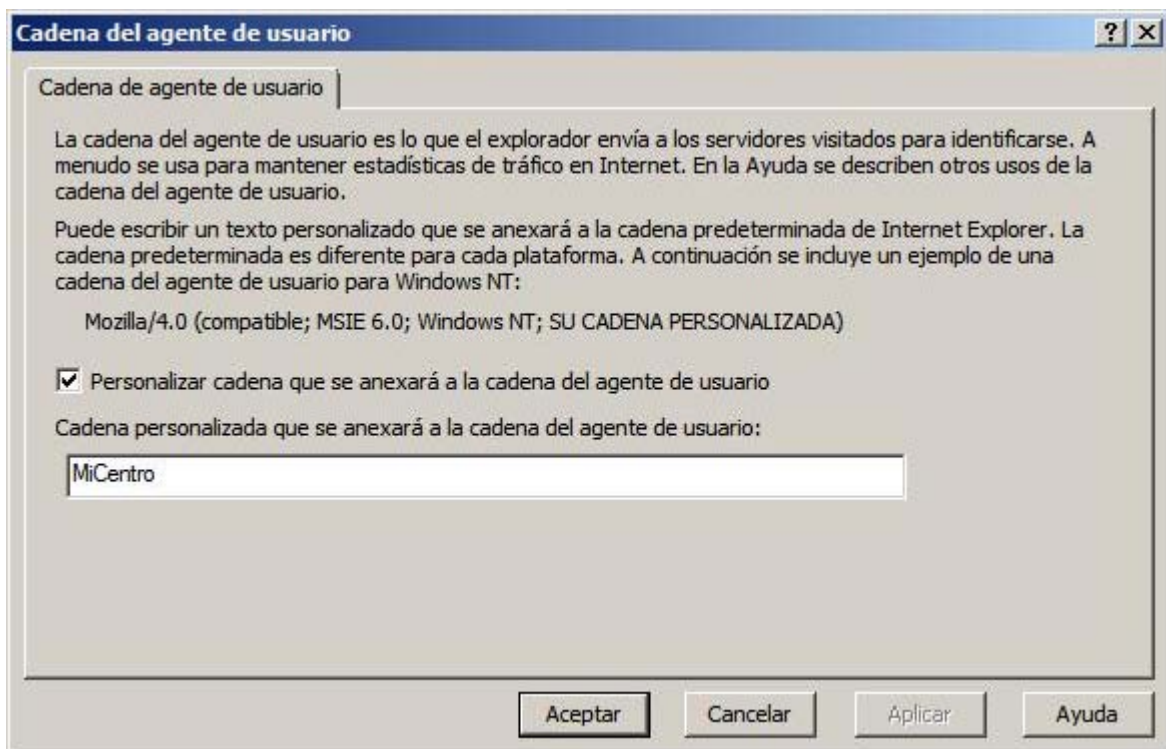 Cadena del agente de usuario
Cadena de agente de usuario
La cadena del agente de usuario es lo que el explorador envía a los servidores visitados para identificarse. A
menudo se usa para mantener estadísticas de tráfico en Internet. En la Ayuda se describen otros usos de la
cadena del agente de usuario.
Puede escribir un texto personalizado que se anexará a la cadena predeterminada de Internet Explorer. La
cadena predeterminada es diferente para cada plataforma. A continuación se incluye un ejemplo de una
cadena del agente de usuario para Windows NT:
Mozilla/4.0 (compatible; MSIE 6.0; Windows NT; SU CADENA PERSONALIZADA)
Personalizar cadena que se anexará a la cadena del agente de usuario
Cadena personalizada que se anexará a la cadena del agente de usuario:
MiCentro
Aceptar Cancelar Aplicar Ayuda